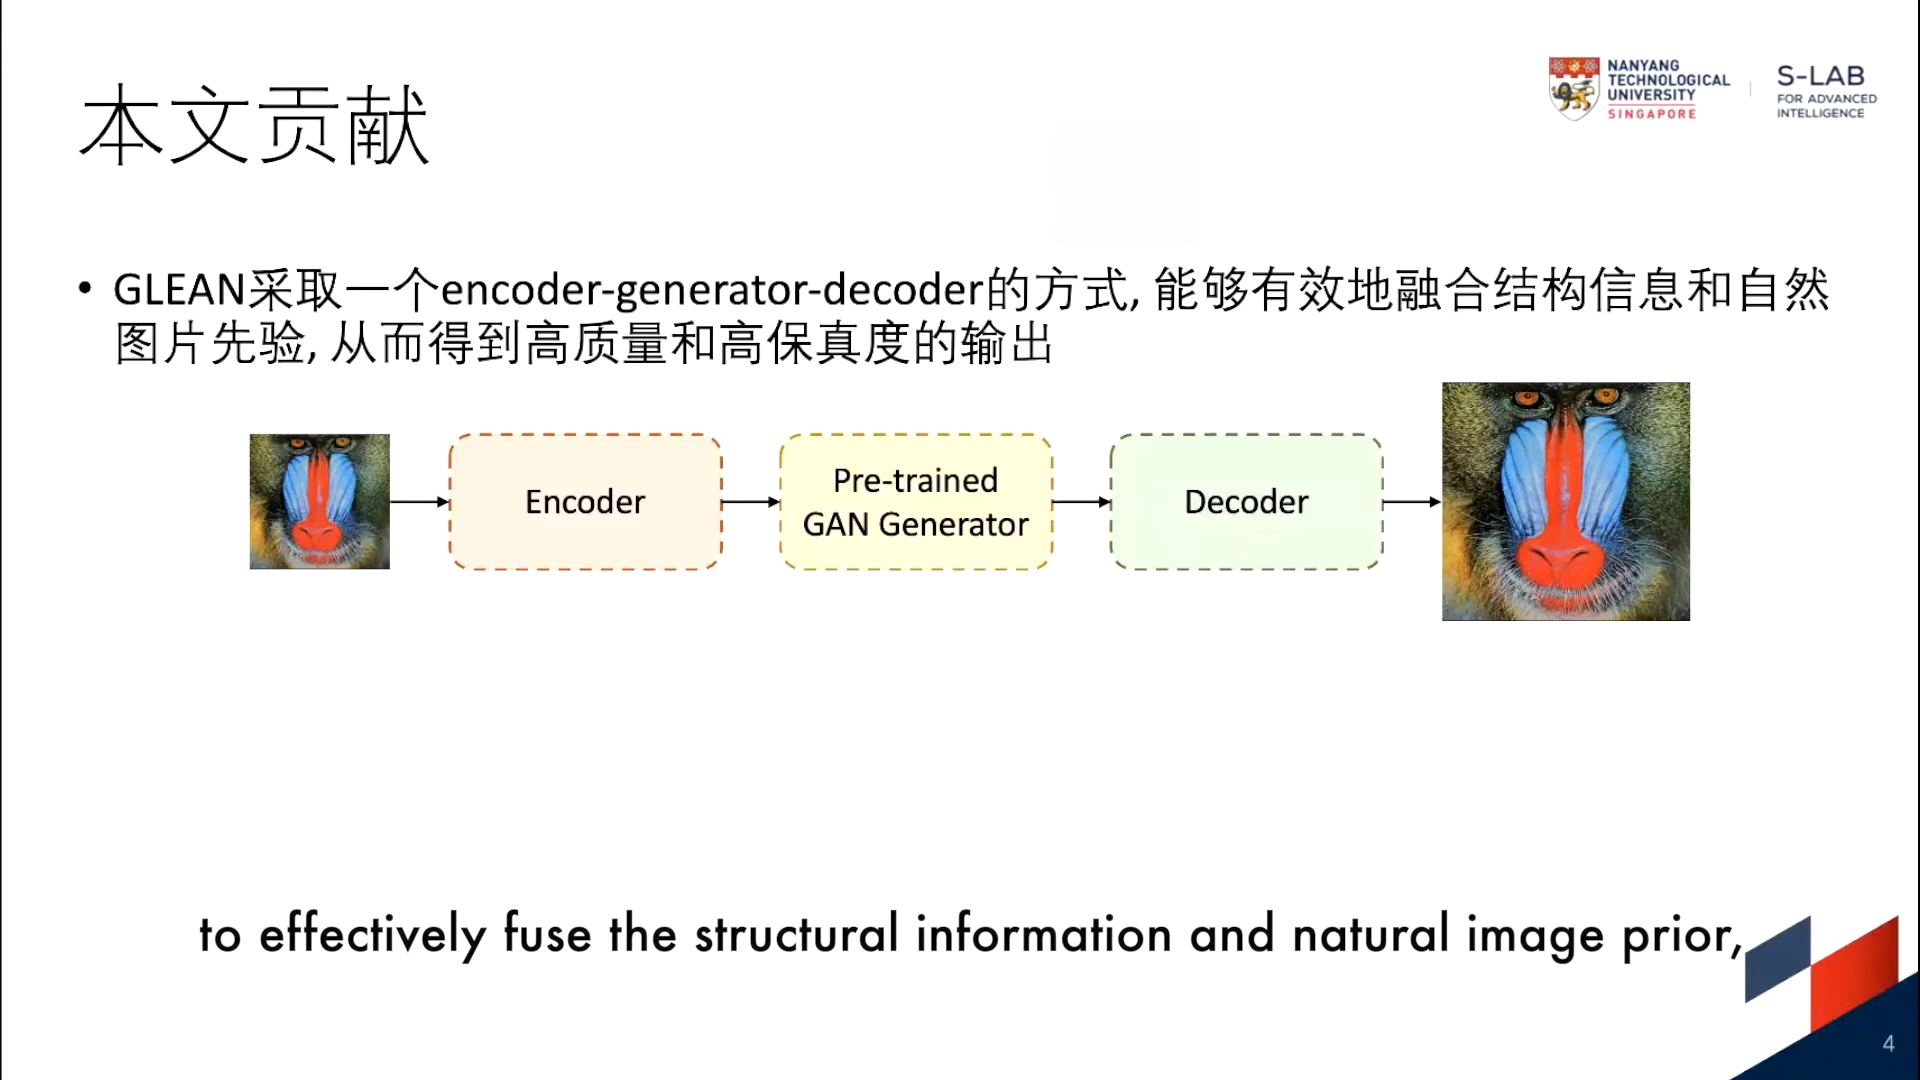 本文贡献
NANYANG
TECHNOLOGICAL
UNIVERSITY
SINGAPORE
S-LAB
FOR ADVANCED
INTELLIGENCE
• GLEAN采取一个encoder-generator-decoder的方式, 能够有效地融合结构信息和自然
图片先验, 从而得到高质量和高保真度的输出
Encoder
Pre-trained
GAN Generator
Decoder
to effectively fuse the structural information and natural image prior,
4